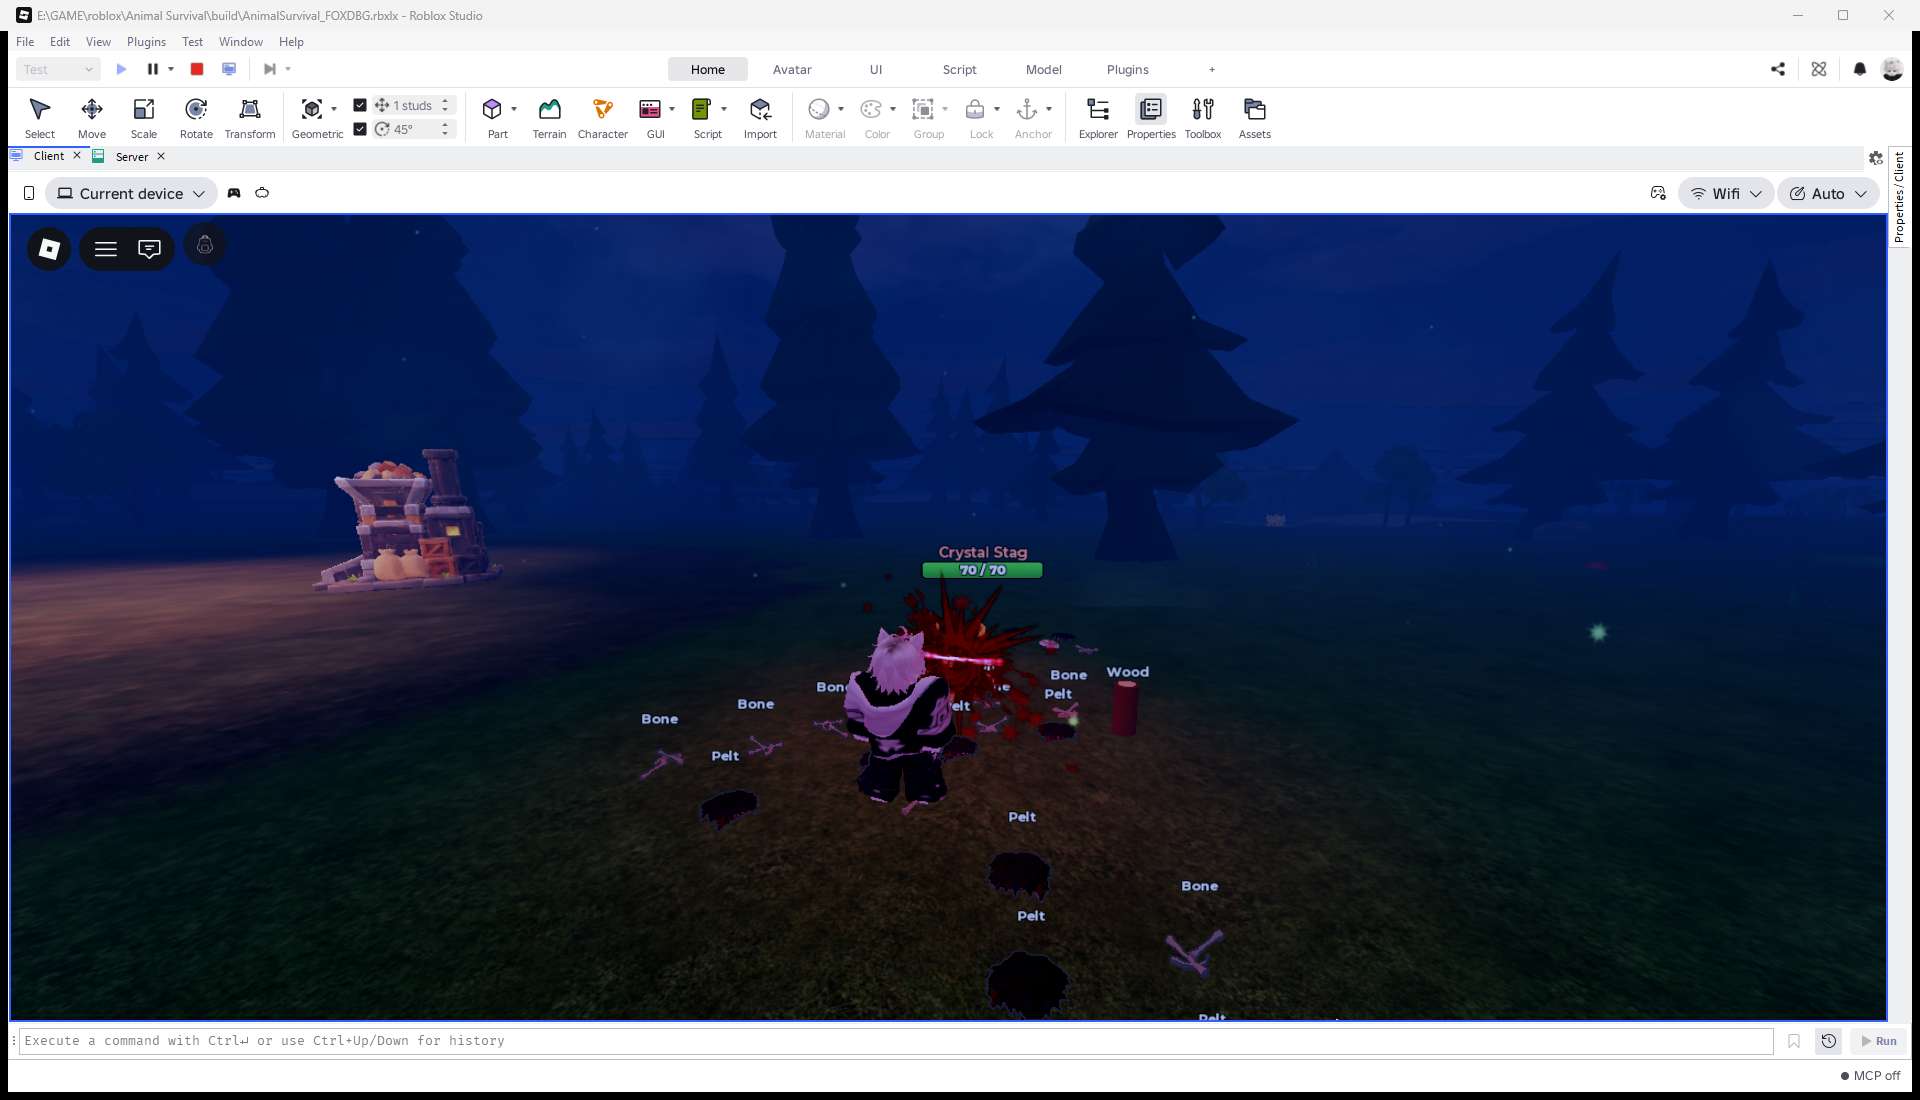 E:\GAME\roblox\Animal Survival\build\AnimalSurvival_FOXDBG.rbxlx - Roblox Studio
File Edit View Plugins Test Window Help
Test
Home Avatar UI Script Model Plugins +
Select Move Scale Rotate Transform Geometric 1 studs 45° Part Terrain Character GUI Script Import Material Color Group Lock Anchor Explorer Properties Toolbox Assets
Client Server
Properties / Client
Current device Wifi Auto
Crystal Stag
70 / 70
Wood
Bone
Bone
Pelt
Bone
Bone
Pelt
Pelt
Bone
Pelt
Pelt
Execute a command with Ctrl↵ or use Ctrl+Up/Down for history
Run
MCP off